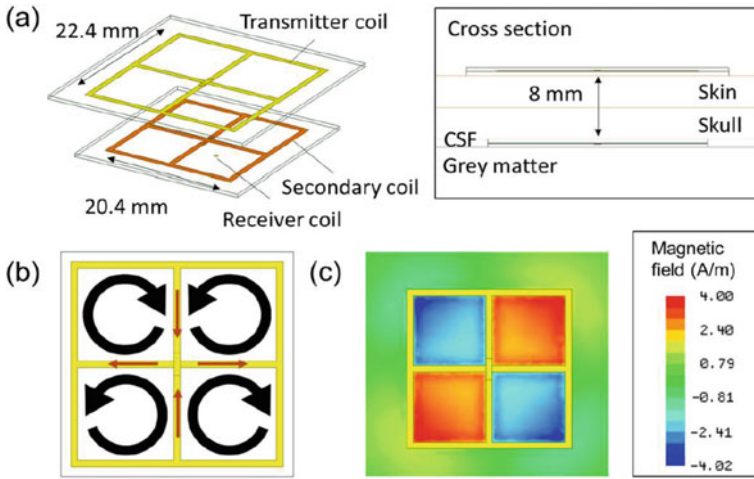 (a)
22.4 mm
Transmitter coil
Secondary coil
20.4 mm
Receiver coil
Cross section
8 mm
Skin
Skull
CSF
Grey matter
(b)
(c)
Magnetic
field (A/m)
4.00
2.40
0.79
-0.81
-2.41
-4.02